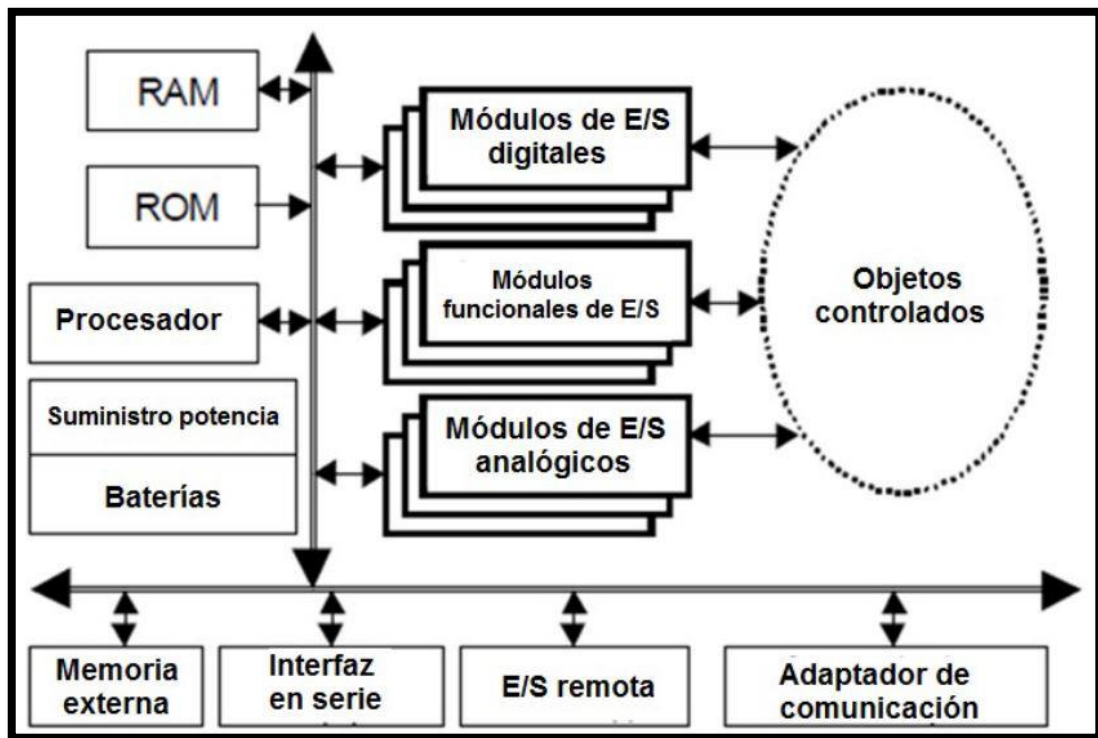 RAM
ROM
Procesador
Suministro potencia
Baterías
Módulos de E/S
digitales
Módulos
funcionales de E/S
Módulos de E/S
analógicos
Objetos
controlados
Memoria
externa
Interfaz
en serie
E/S remota
Adaptador de
comunicación